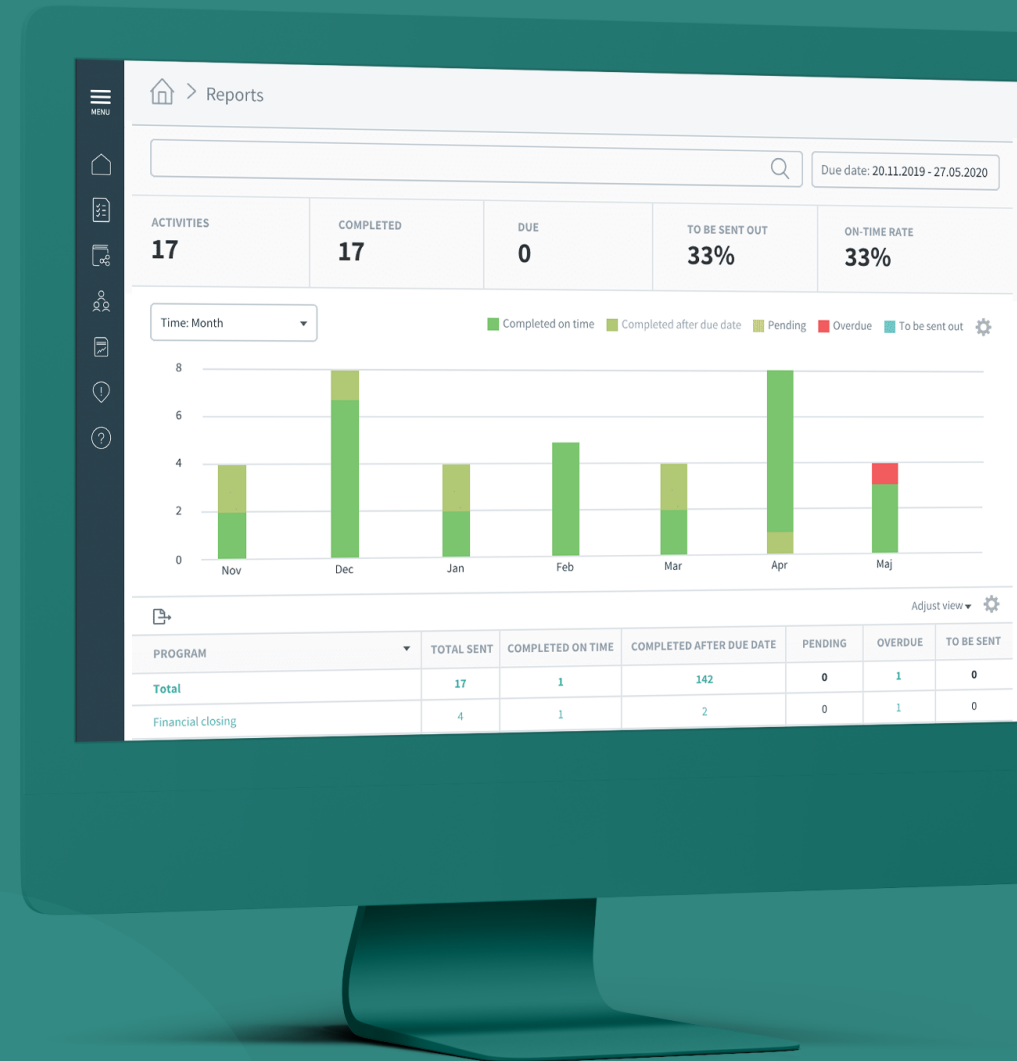 MENU
Reports
Due date: 20.11.2019 - 27.05.2020
ACTIVITIES
17
COMPLETED
17
DUE
0
TO BE SENT OUT
33%
ON-TIME RATE
33%
Time: Month
Completed on time
Completed after due date
Pending
Overdue
To be sent out
8
6
4
2
0
Nov Dec Jan Feb Mar Apr Maj
Adjust view
PROGRAM TOTAL SENT COMPLETED ON TIME COMPLETED AFTER DUE DATE PENDING OVERDUE TO BE SENT
Total 17 1 142 0 1 0
Financial closing 4 1 2 0 1 0